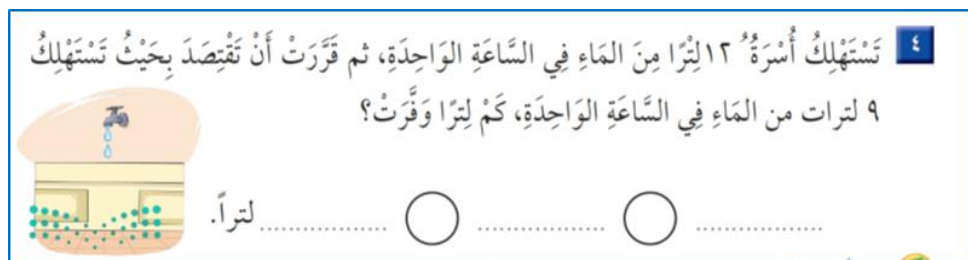 ٤ تَسْتَهْلِكُ أُسْرَةٌ ١٢ لِتْرًا مِنَ المَاءِ فِي السَّاعَةِ الوَاحِدَةِ، ثم قَرَّرَتْ أَنْ تَقْتَصِدَ بِحَيْثُ تَسْتَهْلِكُ
٩ لترات من المَاءِ فِي السَّاعَةِ الوَاحِدَةِ، كَمْ لِتْرًا وَفَّرَتْ؟
.................. ◯ .................. ◯ .................. لتراً.